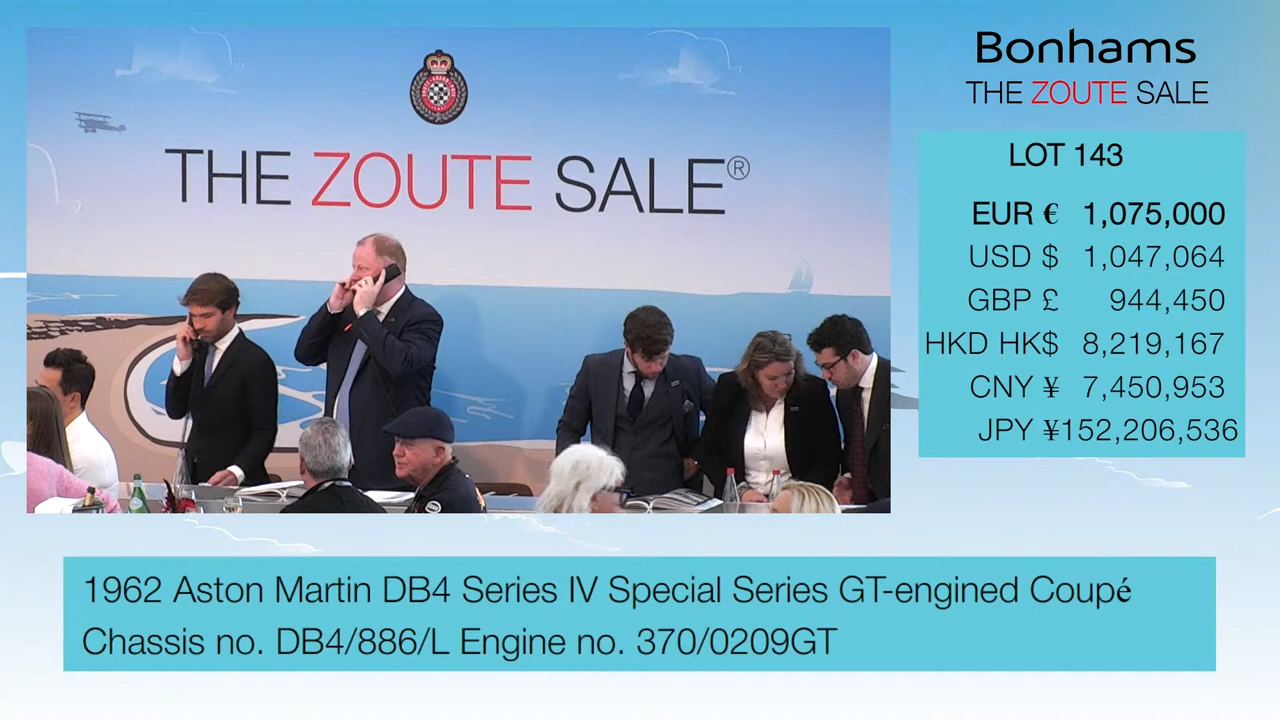 Bonhams
THE ZOUTE SALE
THE ZOUTE SALE®
LOT 143
EUR € 1,075,000
USD $ 1,047,064
GBP £ 944,450
HKD HK$ 8,219,167
CNY ¥ 7,450,953
JPY ¥152,206,536
1962 Aston Martin DB4 Series IV Special Series GT-engined Coupé
Chassis no. DB4/886/L Engine no. 370/0209GT